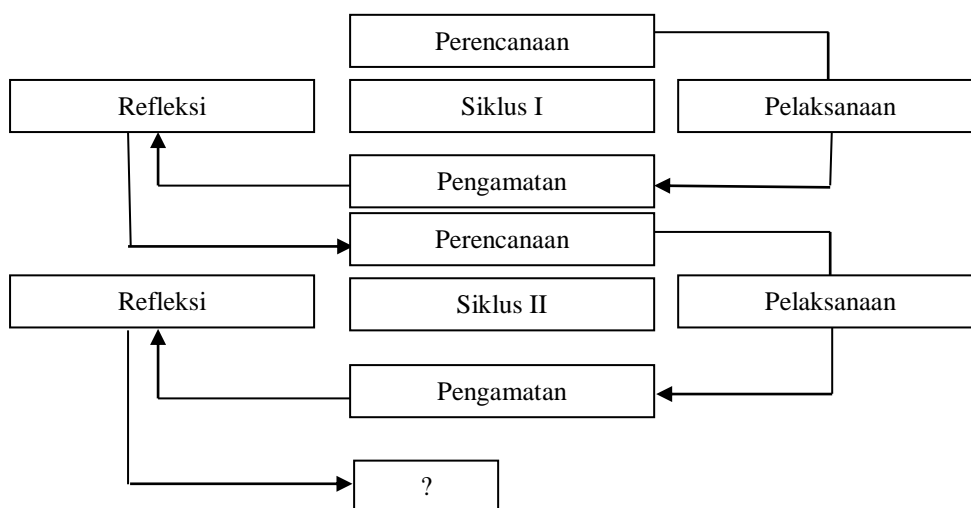 Perencanaan
Refleksi
Siklus I
Pelaksanaan
Pengamatan
Perencanaan
Refleksi
Siklus II
Pelaksanaan
Pengamatan
?